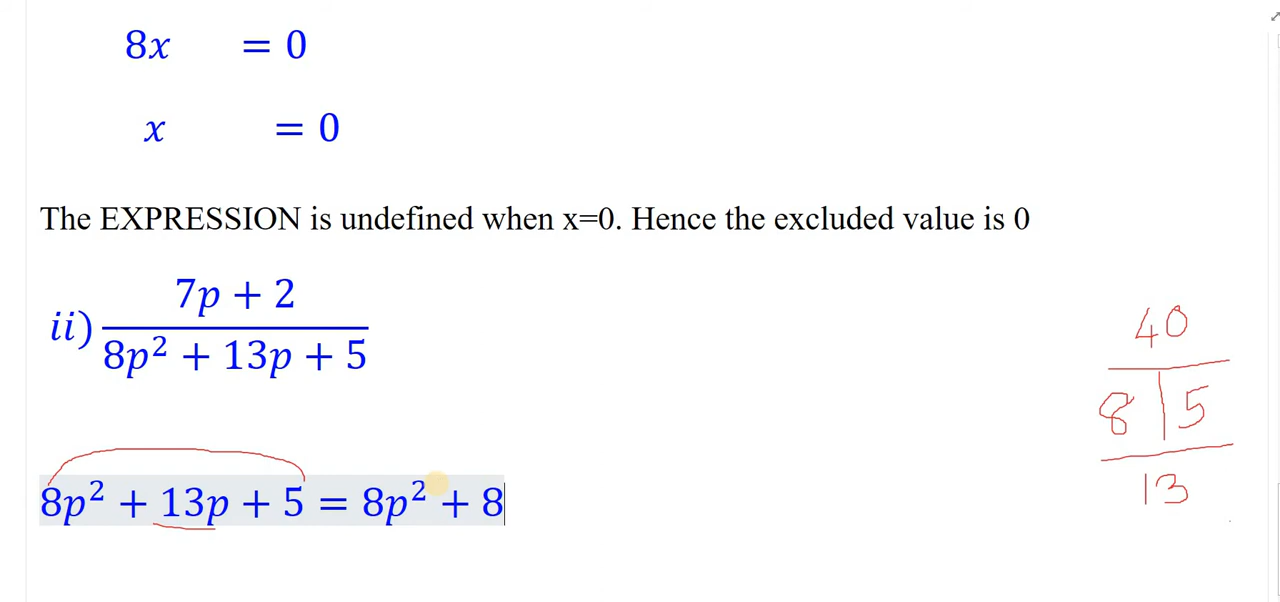 8x = 0
x = 0
The EXPRESSION is undefined when x=0. Hence the excluded value is 0
ii) 7p + 2
8p² + 13p + 5
40
8 | 5
13
8p² + 13p + 5 = 8p² + 8